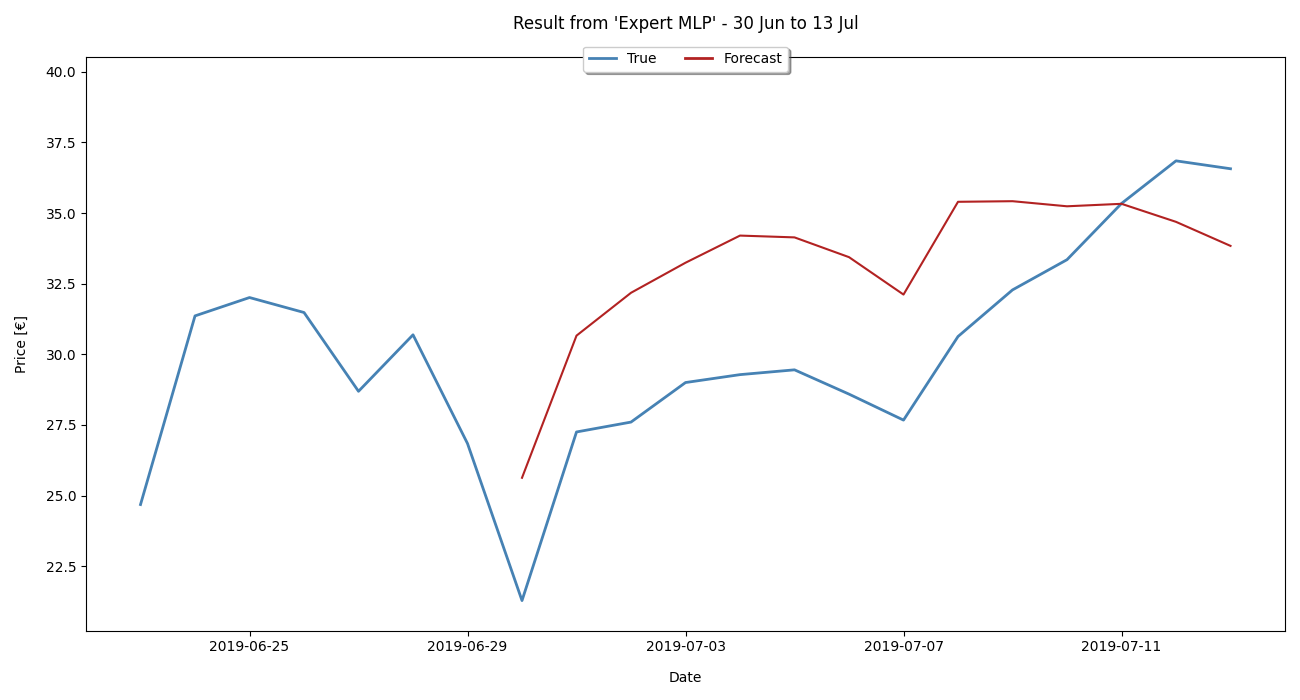 Result from 'Expert MLP' - 30 Jun to 13 Jul
True Forecast
40.0
37.5
35.0
32.5
30.0
27.5
25.0
22.5
Price [€]
2019-06-25 2019-06-29 2019-07-03 2019-07-07 2019-07-11
Date